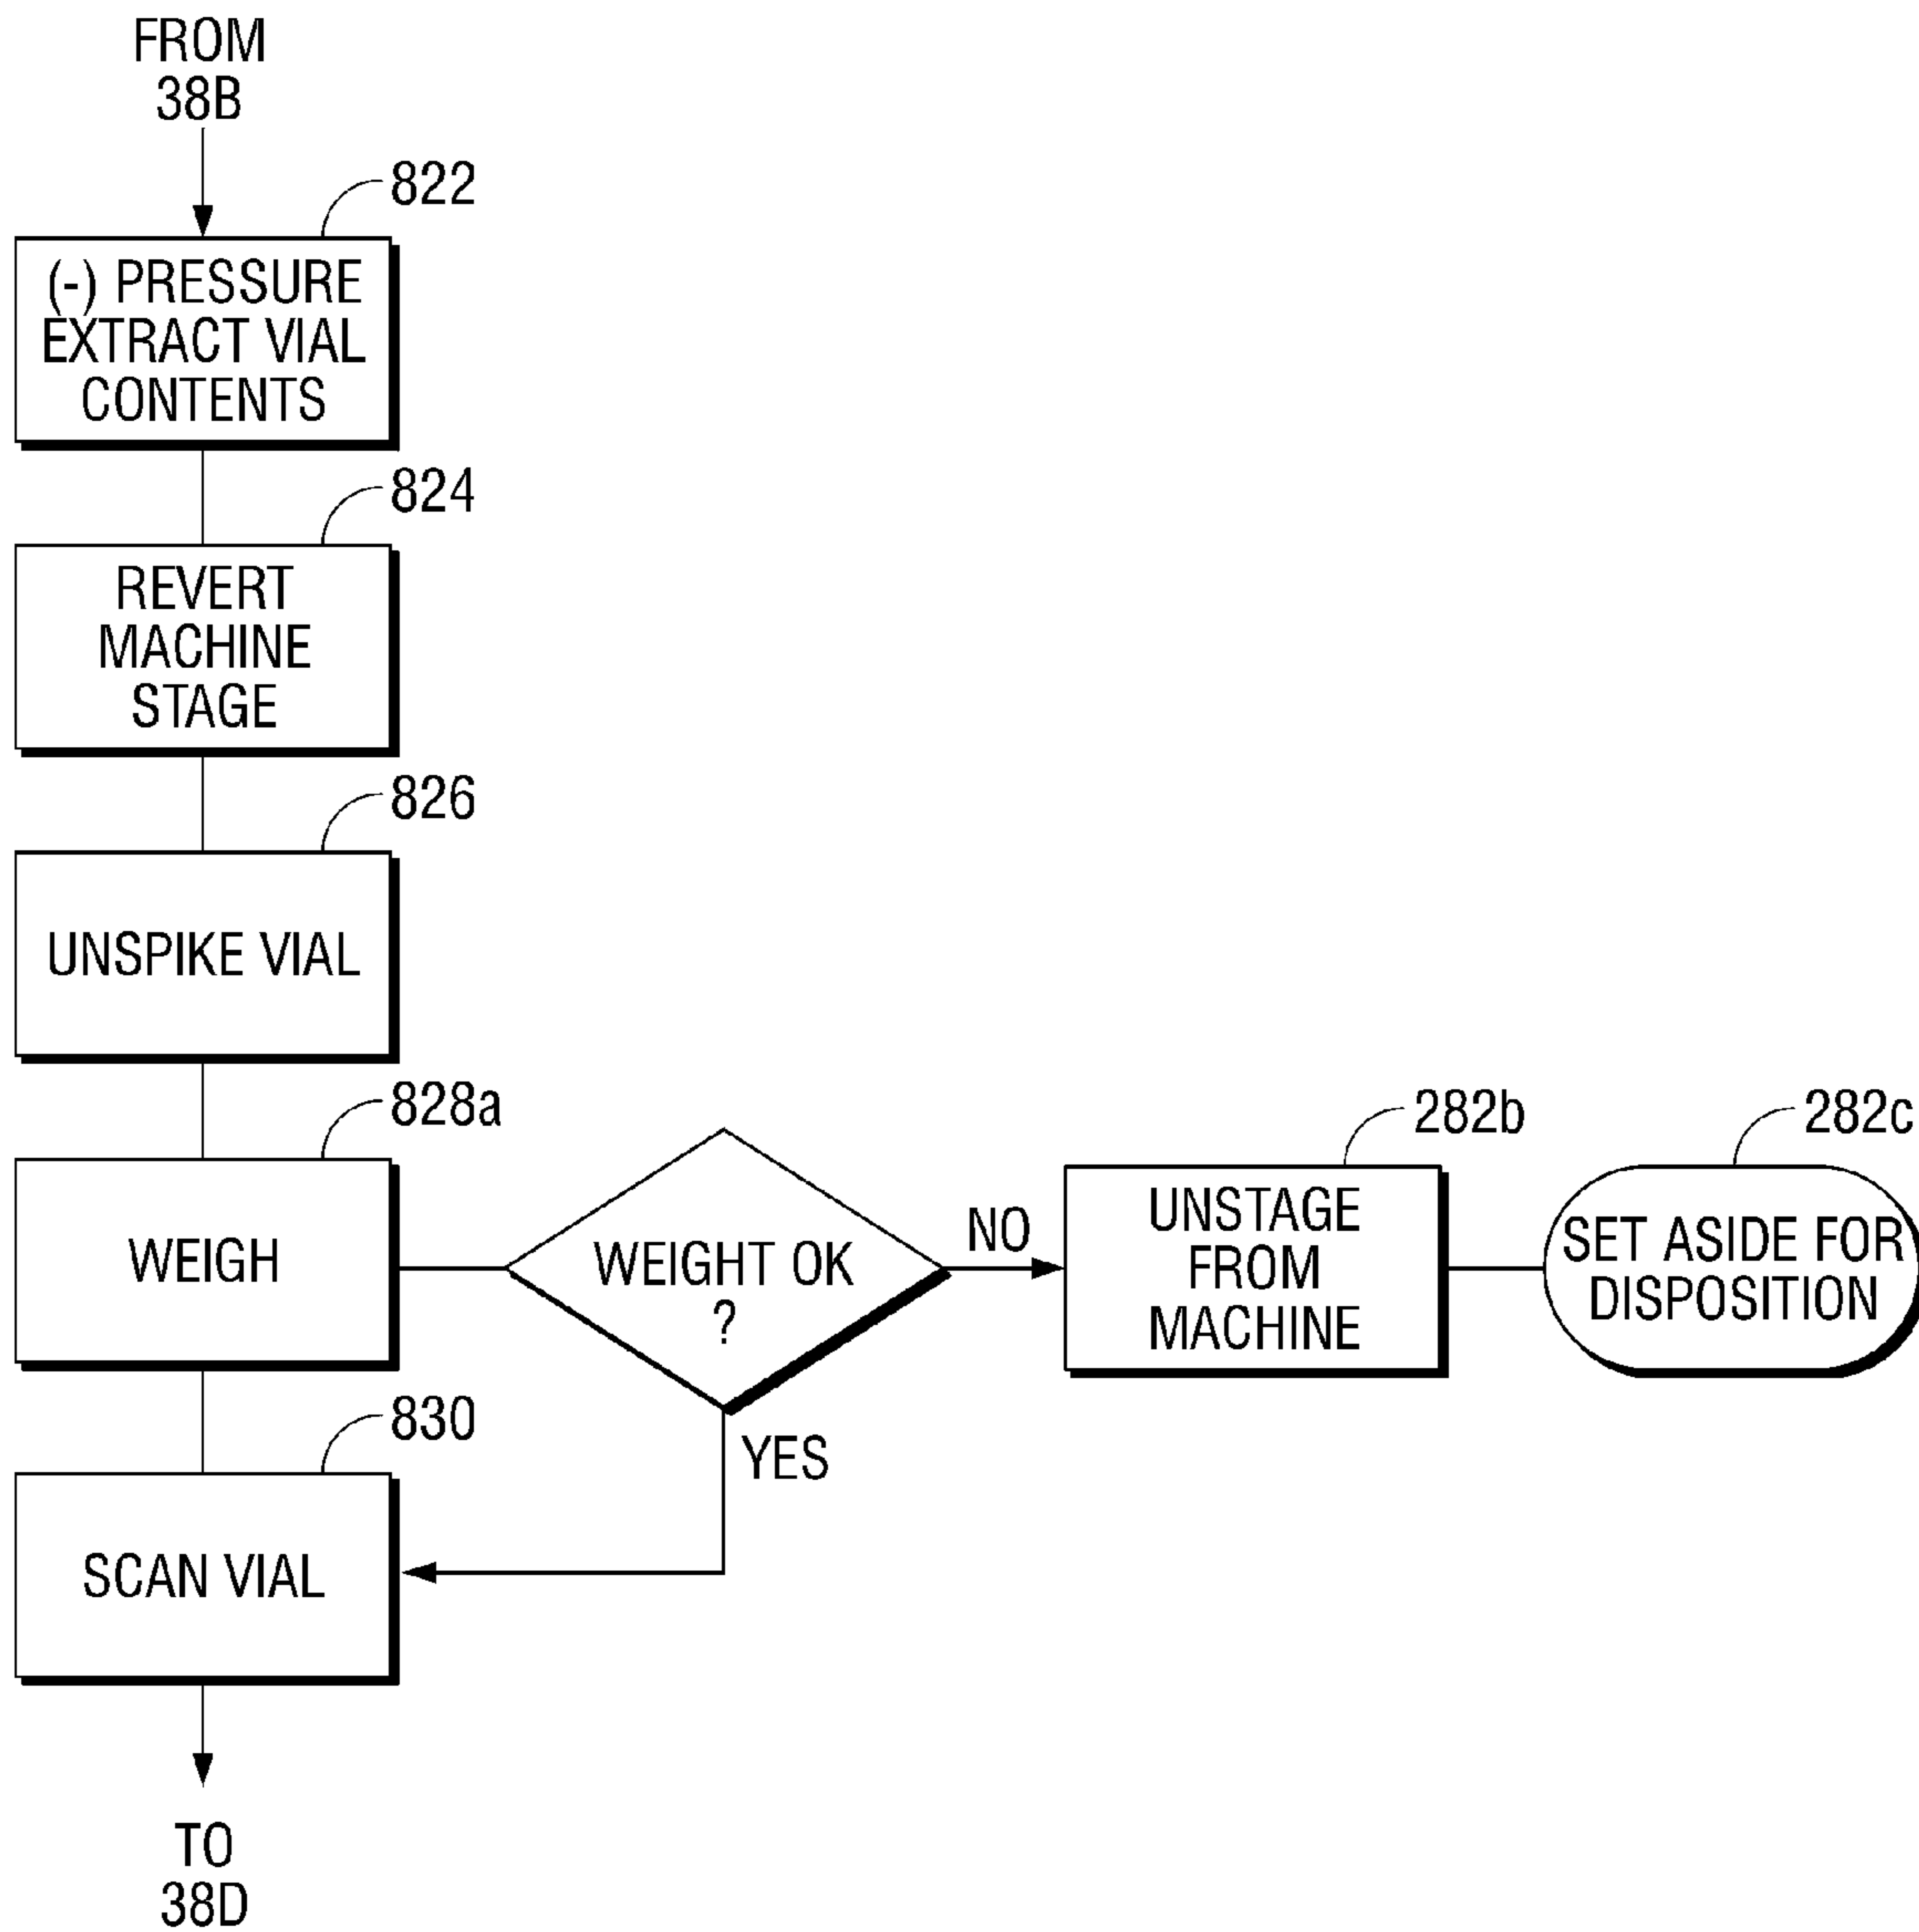 FROM
38B
822
(-) PRESSURE
EXTRACT VIAL
CONTENTS
824
REVERT
MACHINE
STAGE
826
UNSPIKE VIAL
828a
WEIGH
WEIGHT OK
?
NO
282b
UNSTAGE
FROM
MACHINE
282c
SET ASIDE FOR
DISPOSITION
YES
830
SCAN VIAL
TO
38D